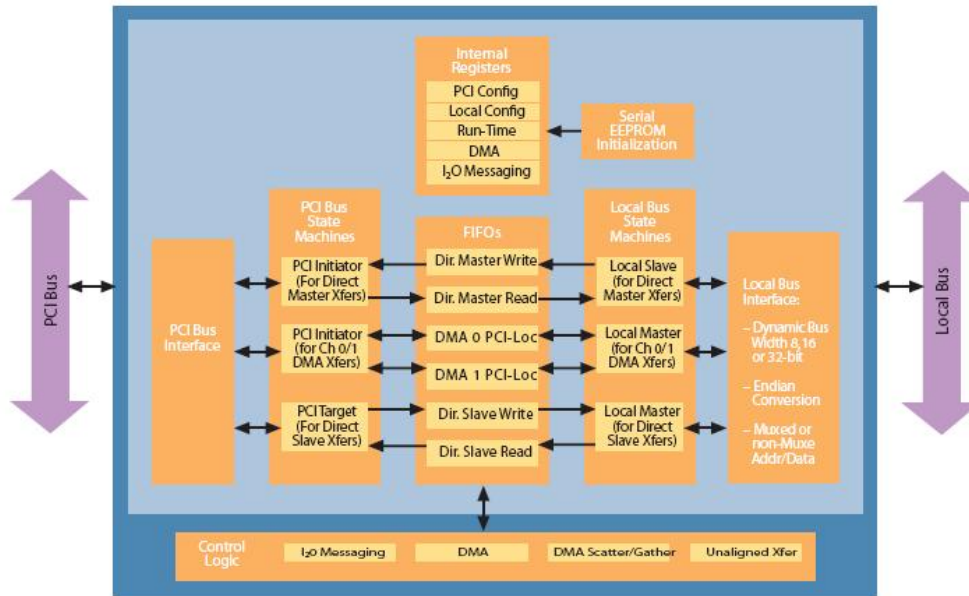 Internal
Registers
PCI Config
Local Config
Run-Time
DMA
I₂O Messaging
Serial
EEPROM
Initialization
PCI Bus
PCI Bus
Interface
PCI Bus
State
Machines
PCI Initiator
(For Direct
Master Xfers)
PCI Initiator
(for Ch 0/1
DMA Xfers)
PCI Target
(For Direct
Slave Xfers)
FIFOs
Dir. Master Write
Dir. Master Read
DMA 0 PCI-Loc
DMA 1 PCI-Loc
Dir. Slave Write
Dir. Slave Read
Local Bus
State
Machines
Local Slave
(for Direct
Master Xfers)
Local Master
(for Ch 0/1
DMA Xfers)
Local Master
(for Direct
Slave Xfers)
Local Bus
Interface:
– Dynamic Bus
Width 8,16
or 32-bit
– Endian
Conversion
– Muxed or
non-Muxe
Addr/Data
Local Bus
Control
Logic
I₂O Messaging
DMA
DMA Scatter/Gather
Unaligned Xfer